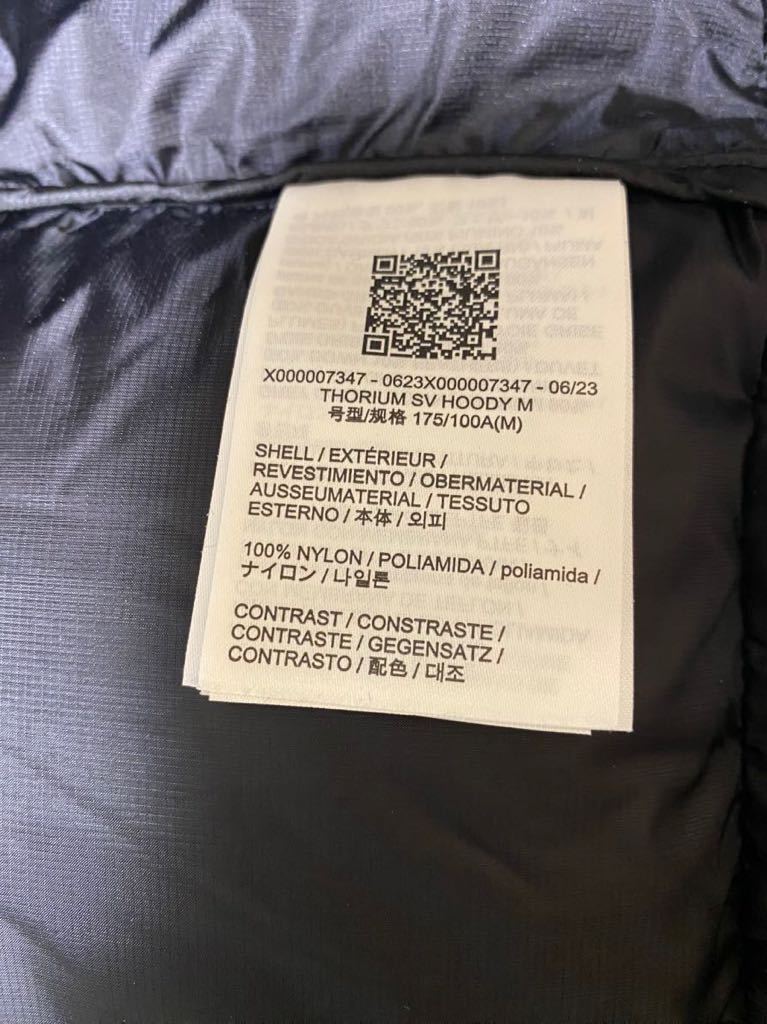 X000007347 - 0623X000007347 - 06/23
THORIUM SV HOODY M
号型/规格 175/100A(M)
SHELL / EXTÉRIEUR /
REVESTIMIENTO / OBERMATERIAL /
AUSSEUMATERIAL / TESSUTO
ESTERNO / 本体 / 외피
100% NYLON / POLIAMIDA / poliamida /
ナイロン / 나일론
CONTRAST / CONSTRASTE /
CONTRASTE / GEGENSATZ /
CONTRASTO / 配色 / 대조